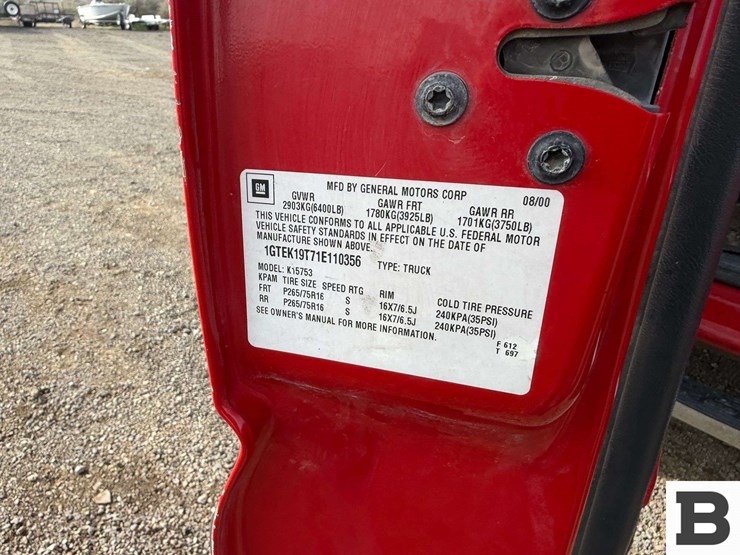 GM
MFD BY GENERAL MOTORS CORP 08/00
GVWR GAWR FRT GAWR RR
2903KG(6400LB) 1780KG(3925LB) 1701KG(3750LB)
THIS VEHICLE CONFORMS TO ALL APPLICABLE U.S. FEDERAL MOTOR
VEHICLE SAFETY STANDARDS IN EFFECT ON THE DATE OF
MANUFACTURE SHOWN ABOVE.
1GTEK19T71E110356 TYPE: TRUCK
MODEL: K15753
KPAM TIRE SIZE SPEED RTG RIM COLD TIRE PRESSURE
FRT P265/75R16 S 16X7/6.5J 240KPA(35PSI)
RR P265/75R16 S 16X7/6.5J 240KPA(35PSI)
SEE OWNER'S MANUAL FOR MORE INFORMATION.
F 612
T 697
B